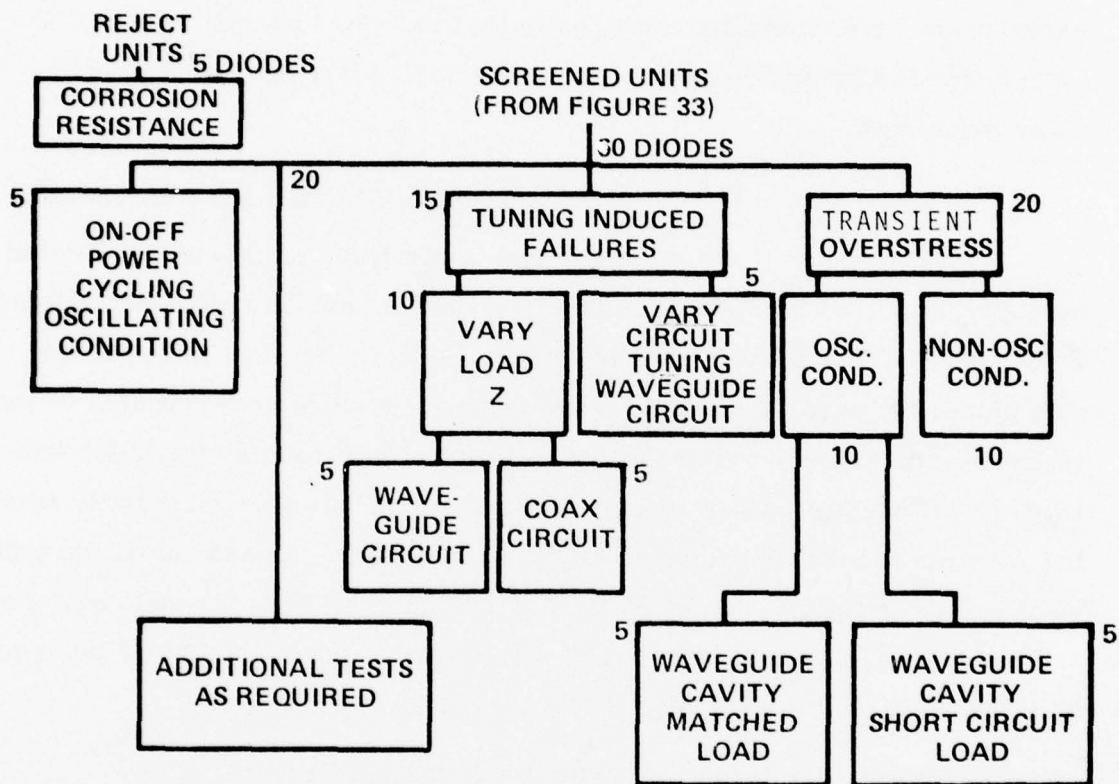 REJECT
UNITS
5 DIODES
CORROSION
RESISTANCE
SCREENED UNITS
(FROM FIGURE 33)
DIODES
5
ON-OFF
POWER
CYCLING
OSCILLATING
CONDITION
20
15
TUNING INDUCED
FAILURES
TRANSIENT
OVERSTRESS
20
10
VARY
LOAD
Z
5
VARY
CIRCUIT
TUNING
WAVEGUIDE
CIRCUIT
OSC.
COND.
10
NON-OSC
COND.
10
5
WAVE-
GUIDE
CIRCUIT
COAX
CIRCUIT
5
ADDITIONAL TESTS
AS REQUIRED
5
WAVEGUIDE
CAVITY
MATCHED
LOAD
WAVEGUIDE
CAVITY
SHORT CIRCUIT
LOAD
5